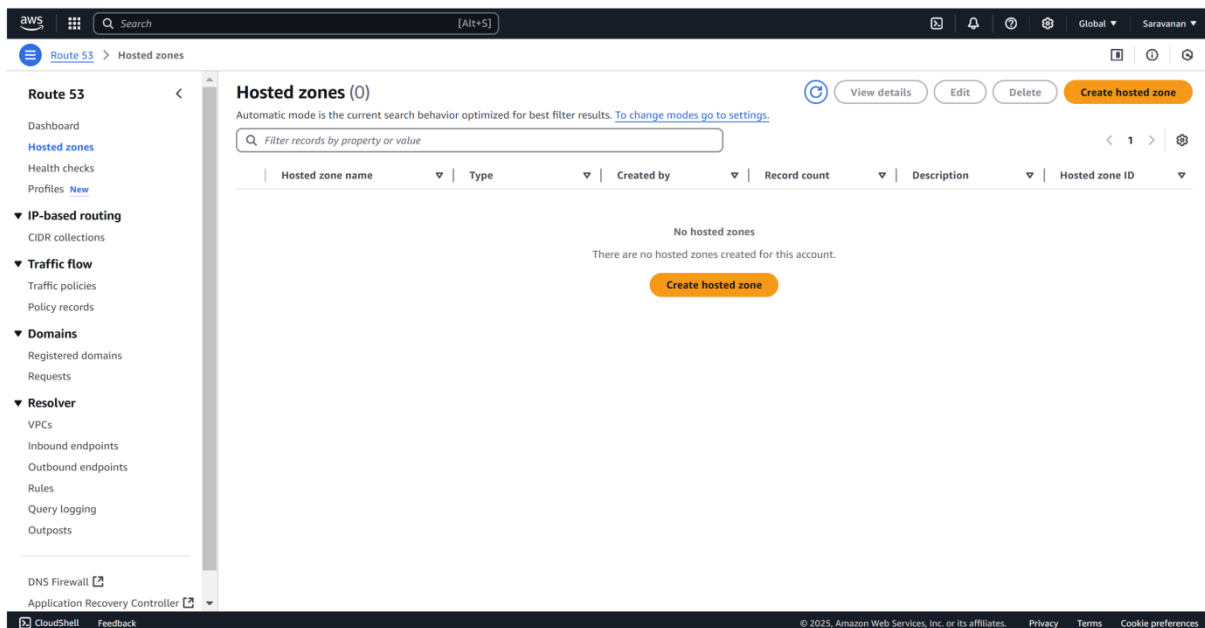 aws Search [Alt+S] Global Saravanan
Route 53 > Hosted zones
Route 53
Dashboard
Hosted zones
Health checks
Profiles New
IP-based routing
CIDR collections
Traffic flow
Traffic policies
Policy records
Domains
Registered domains
Requests
Resolver
VPCs
Inbound endpoints
Outbound endpoints
Rules
Query logging
Outposts
DNS Firewall
Application Recovery Controller
Hosted zones (0) View details Edit Delete Create hosted zone
Automatic mode is the current search behavior optimized for best filter results. To change modes go to settings.
Filter records by property or value 1
Hosted zone name Type Created by Record count Description Hosted zone ID
No hosted zones
There are no hosted zones created for this account.
Create hosted zone
CloudShell Feedback © 2025, Amazon Web Services, Inc. or its affiliates. Privacy Terms Cookie preferences